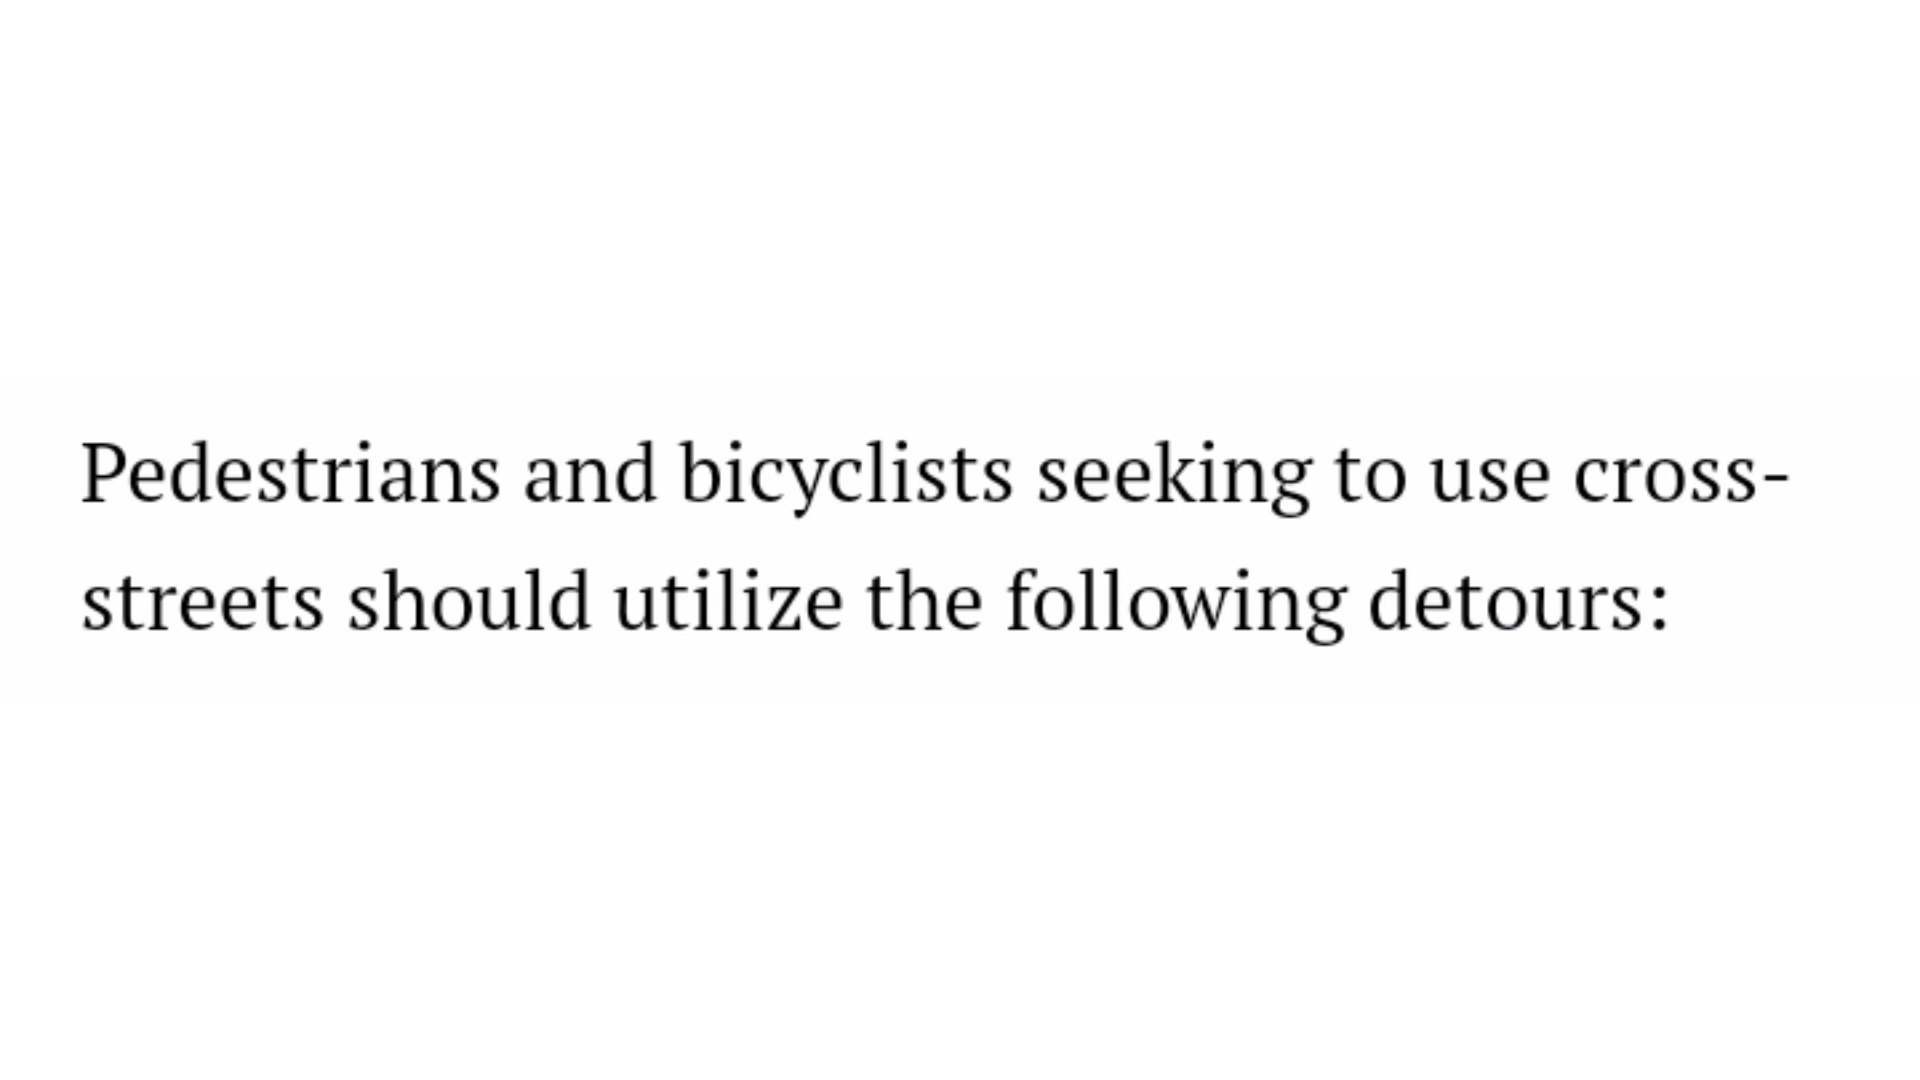 Pedestrians and bicyclists seeking to use cross-
streets should utilize the following detours: